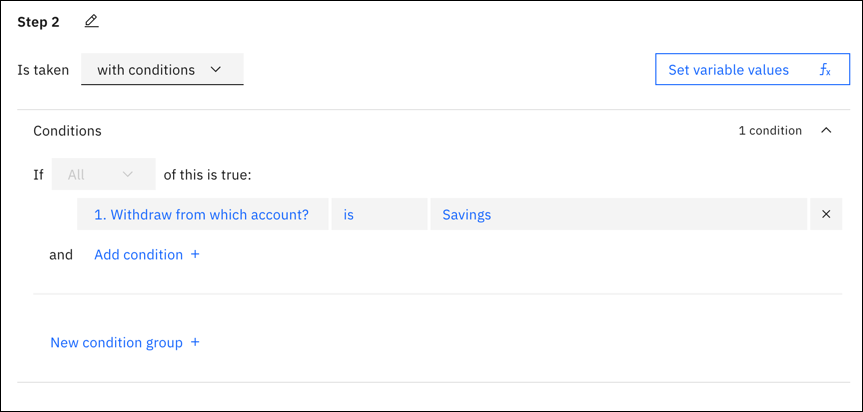 Step 2
Is taken with conditions Set variable values fx
Conditions 1 condition
If All of this is true:
1. Withdraw from which account? is Savings ×
and Add condition +
New condition group +